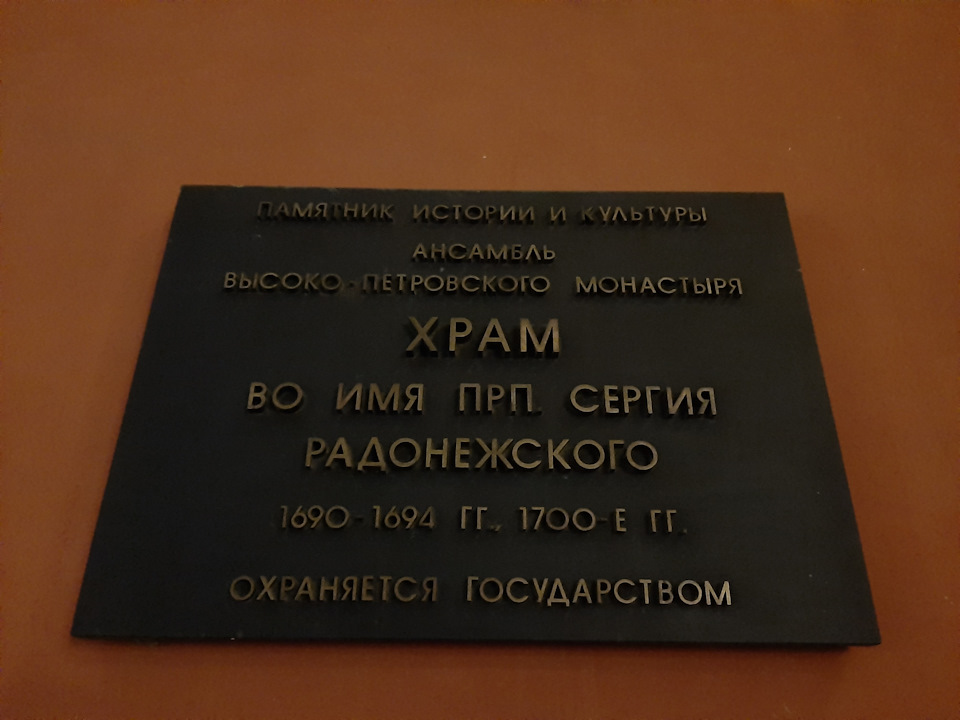 ПАМЯТНИК ИСТОРИИ И КУЛЬТУРЫ
АНСАМБЛЬ
ВЫСОКО-ПЕТРОВСКОГО МОНАСТЫРЯ
ХРАМ
ВО ИМЯ ПРП. СЕРГИЯ
РАДОНЕЖСКОГО
1690-1694 ГГ., 1700-Е ГГ.
ОХРАНЯЕТСЯ ГОСУДАРСТВОМ